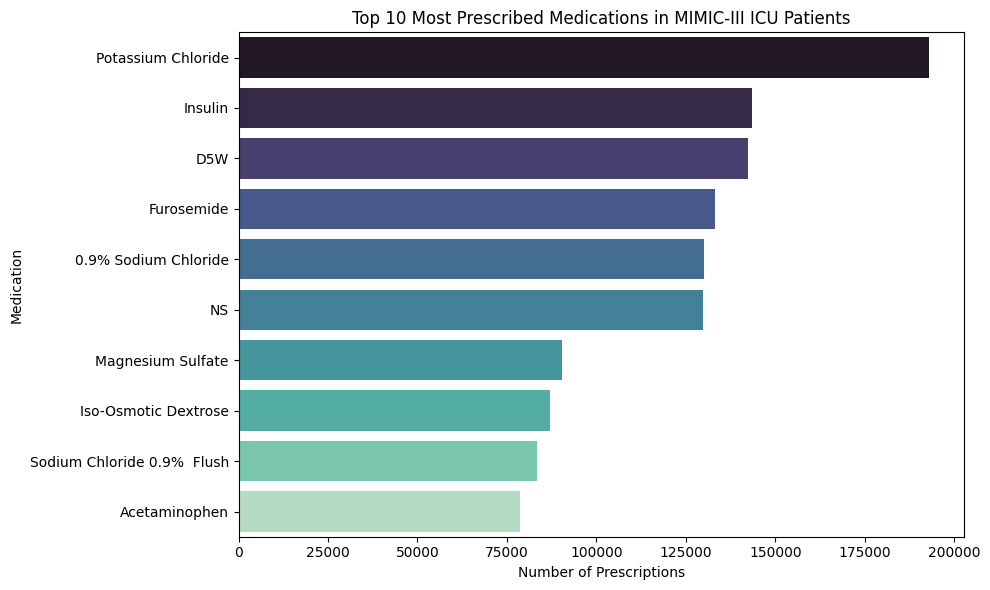 Top 10 Most Prescribed Medications in MIMIC-III ICU Patients
Medication
Potassium Chloride
Insulin
D5W
Furosemide
0.9% Sodium Chloride
NS
Magnesium Sulfate
Iso-Osmotic Dextrose
Sodium Chloride 0.9%  Flush
Acetaminophen
0 25000 50000 75000 100000 125000 150000 175000 200000
Number of Prescriptions